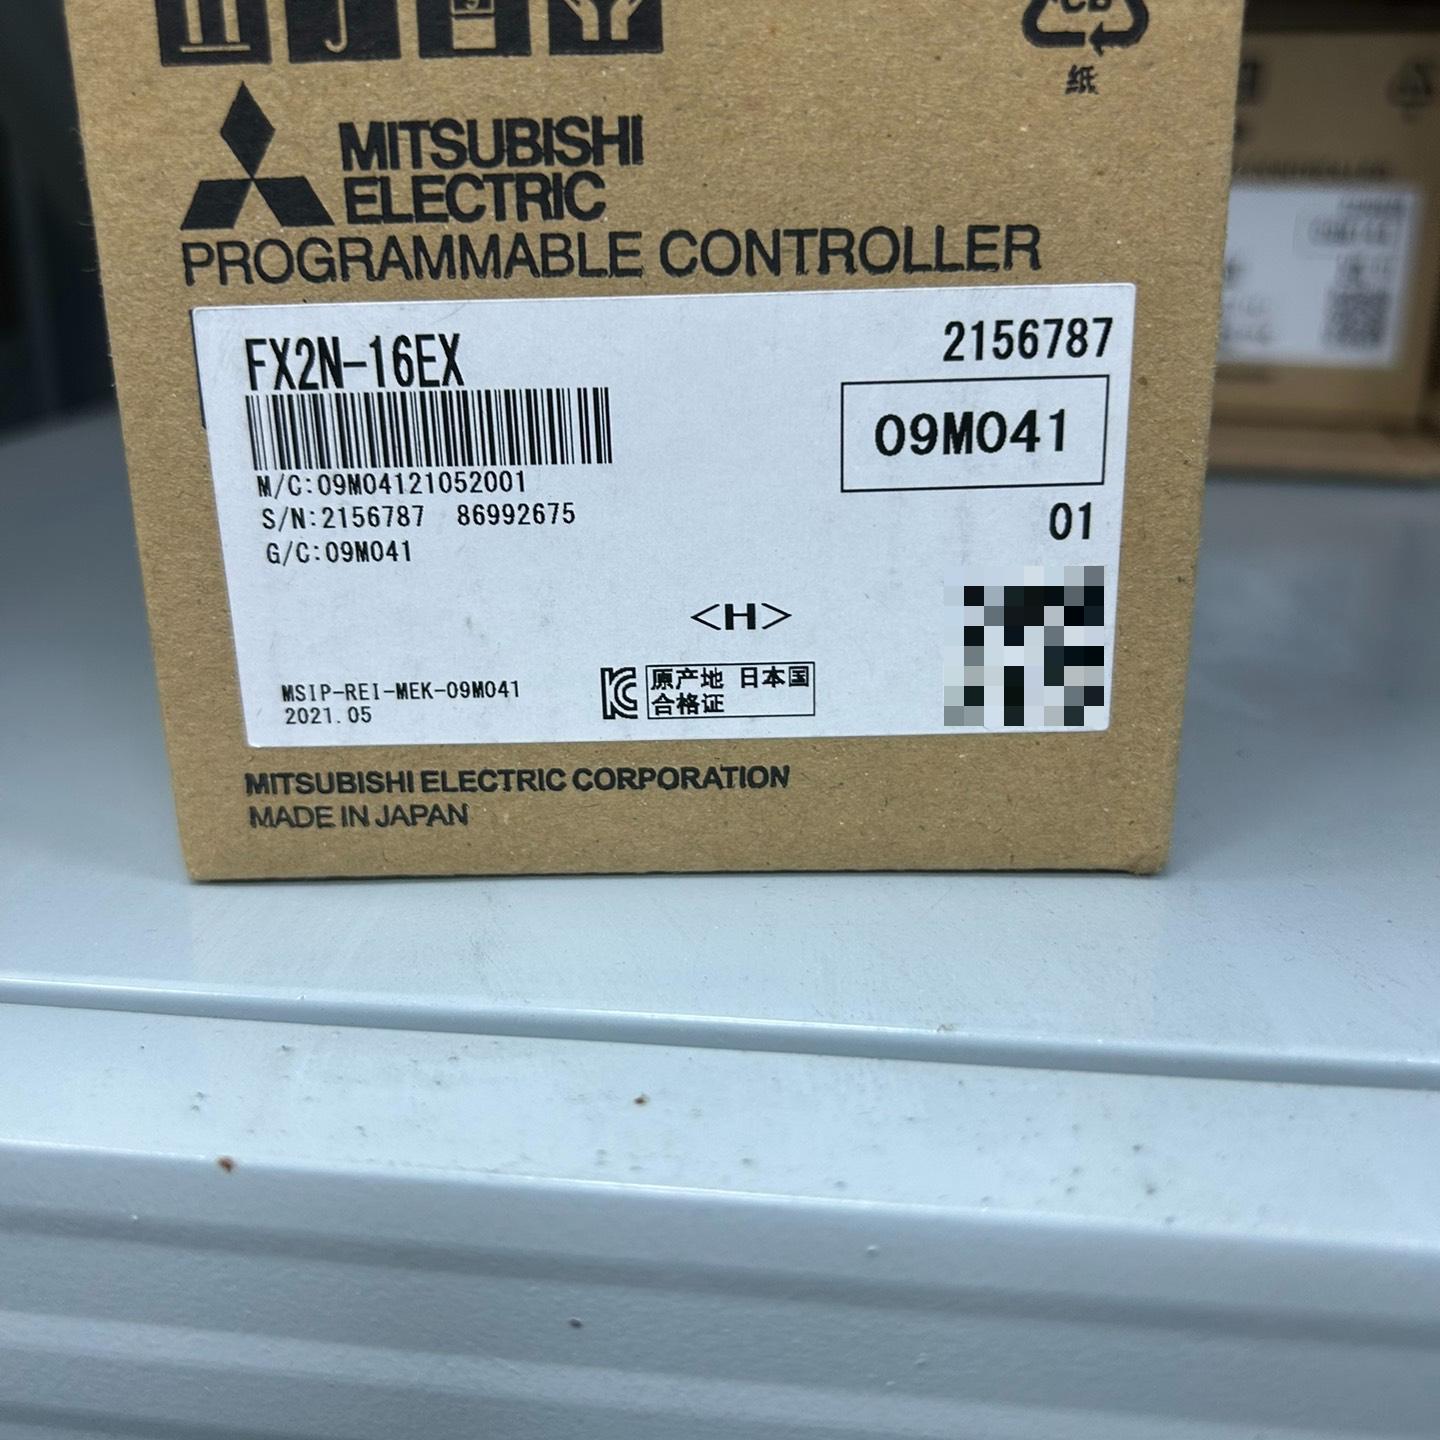 紙
MITSUBISHI
ELECTRIC
PROGRAMMABLE CONTROLLER
FX2N-16EX
2156787
09M041
M/C:09M04121052001
S/N:2156787 86992675
01
G/C:09M041
<H>
MSIP-REI-MEK-09M041
2021.05
原产地 日本国
合格证
MITSUBISHI ELECTRIC CORPORATION
MADE IN JAPAN